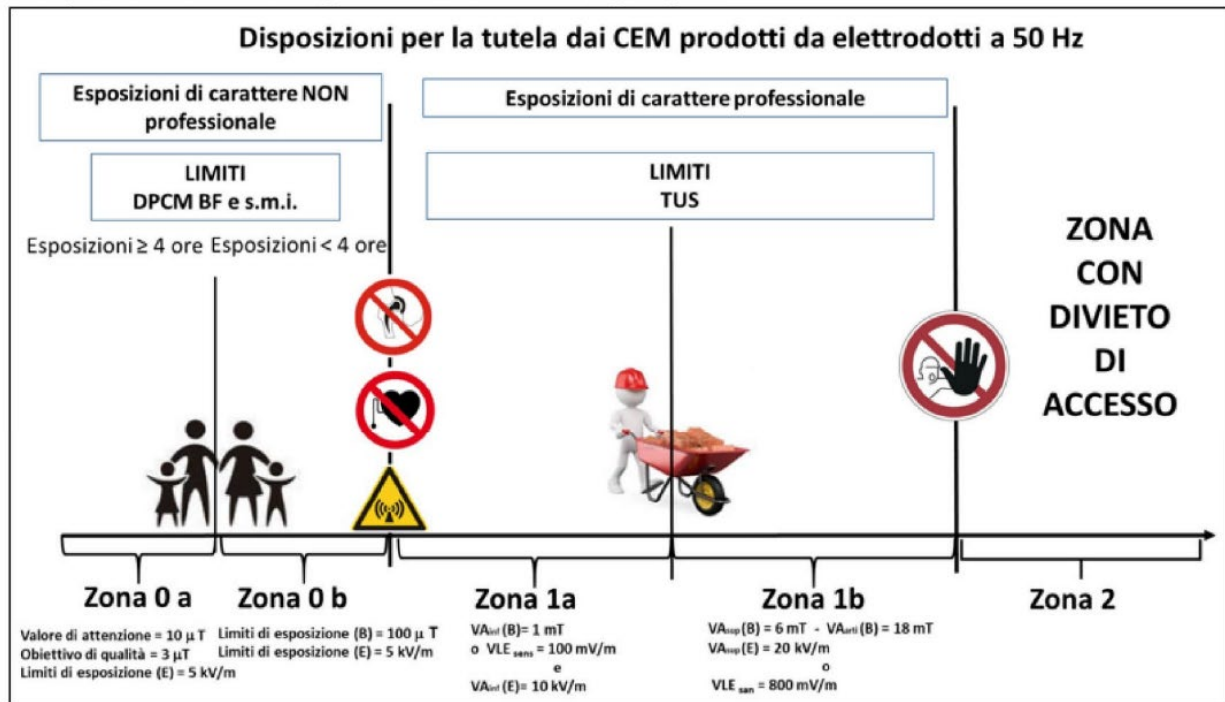 Disposizioni per la tutela dai CEM prodotti da elettrodotti a 50 Hz
Esposizioni di carattere NON
professionale
Esposizioni di carattere professionale
LIMITI
DPCM BF e s.m.i.
LIMITI
TUS
Esposizioni ≥ 4 ore
Esposizioni < 4 ore
ZONA
CON
DIVIETO
DI
ACCESSO
Zona 0 a
Valore di attenzione = 10 μ T
Obiettivo di qualità = 3 μT
Limiti di esposizione (E) = 5 kV/m
Zona 0 b
Limiti di esposizione (B) = 100 μ T
Limiti di esposizione (E) = 5 kV/m
Zona 1a
VAinf (B)= 1 mT
o VLE sens = 100 mV/m
e
VAinf (E)= 10 kV/m
Zona 1b
VAsup (B) = 6 mT - VAarti (B) = 18 mT
VAsup (E) = 20 kV/m
o
VLE san = 800 mV/m
Zona 2